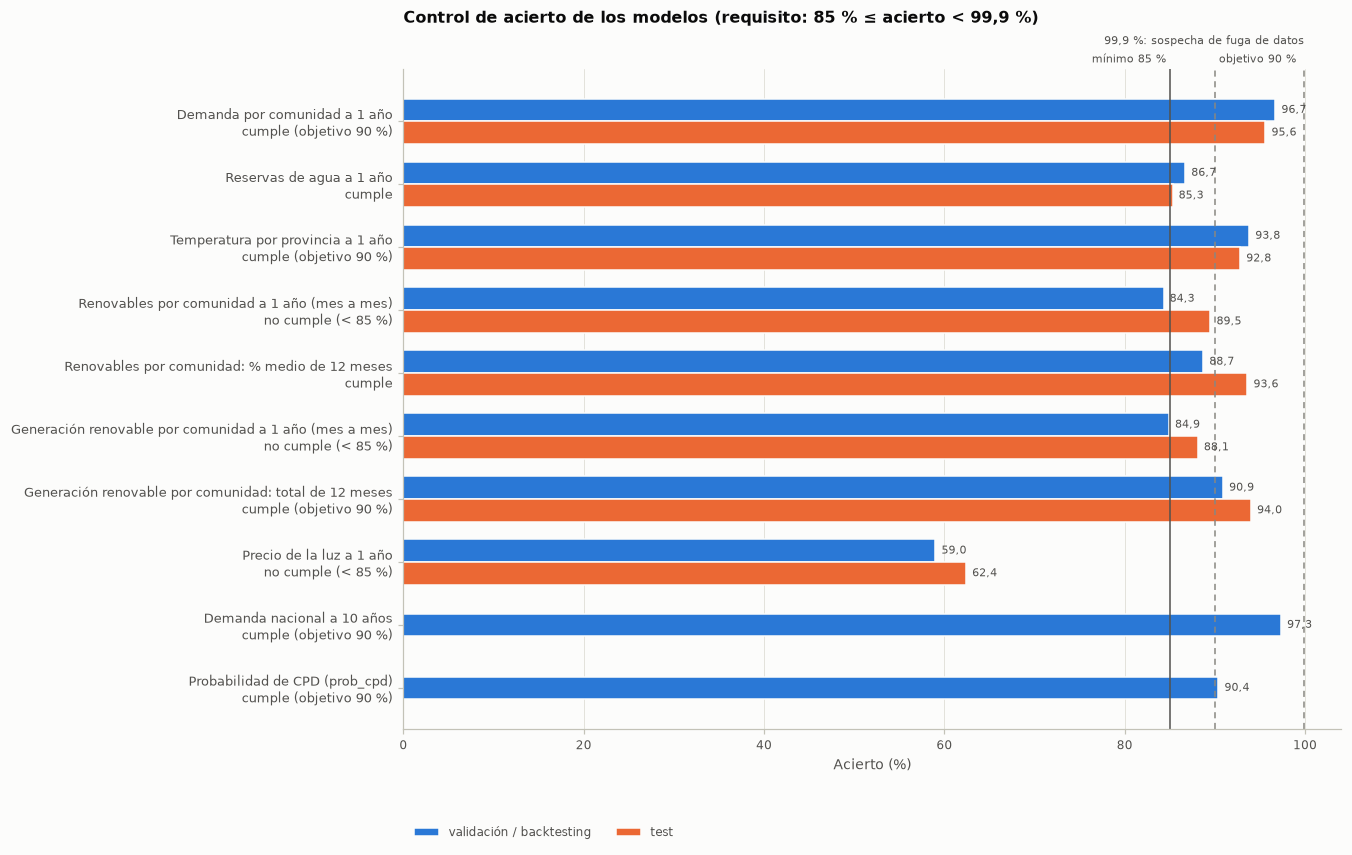 Control de acierto de los modelos (requisito: 85 % ≤ acierto < 99,9 %)
99,9 %: sospecha de fuga de datos
mínimo 85 %
objetivo 90 %
Demanda por comunidad a 1 año
cumple (objetivo 90 %)
96,7
95,6
Reservas de agua a 1 año
cumple
86,7
85,3
Temperatura por provincia a 1 año
cumple (objetivo 90 %)
93,8
92,8
Renovables por comunidad a 1 año (mes a mes)
no cumple (< 85 %)
84,3
89,5
Renovables por comunidad: % medio de 12 meses
cumple
88,7
93,6
Generación renovable por comunidad a 1 año (mes a mes)
no cumple (< 85 %)
84,9
88,1
Generación renovable por comunidad: total de 12 meses
cumple (objetivo 90 %)
90,9
94,0
Precio de la luz a 1 año
no cumple (< 85 %)
59,0
62,4
Demanda nacional a 10 años
cumple (objetivo 90 %)
97,3
Probabilidad de CPD (prob_cpd)
cumple (objetivo 90 %)
90,4
0 20 40 60 80 100
Acierto (%)
validación / backtesting test